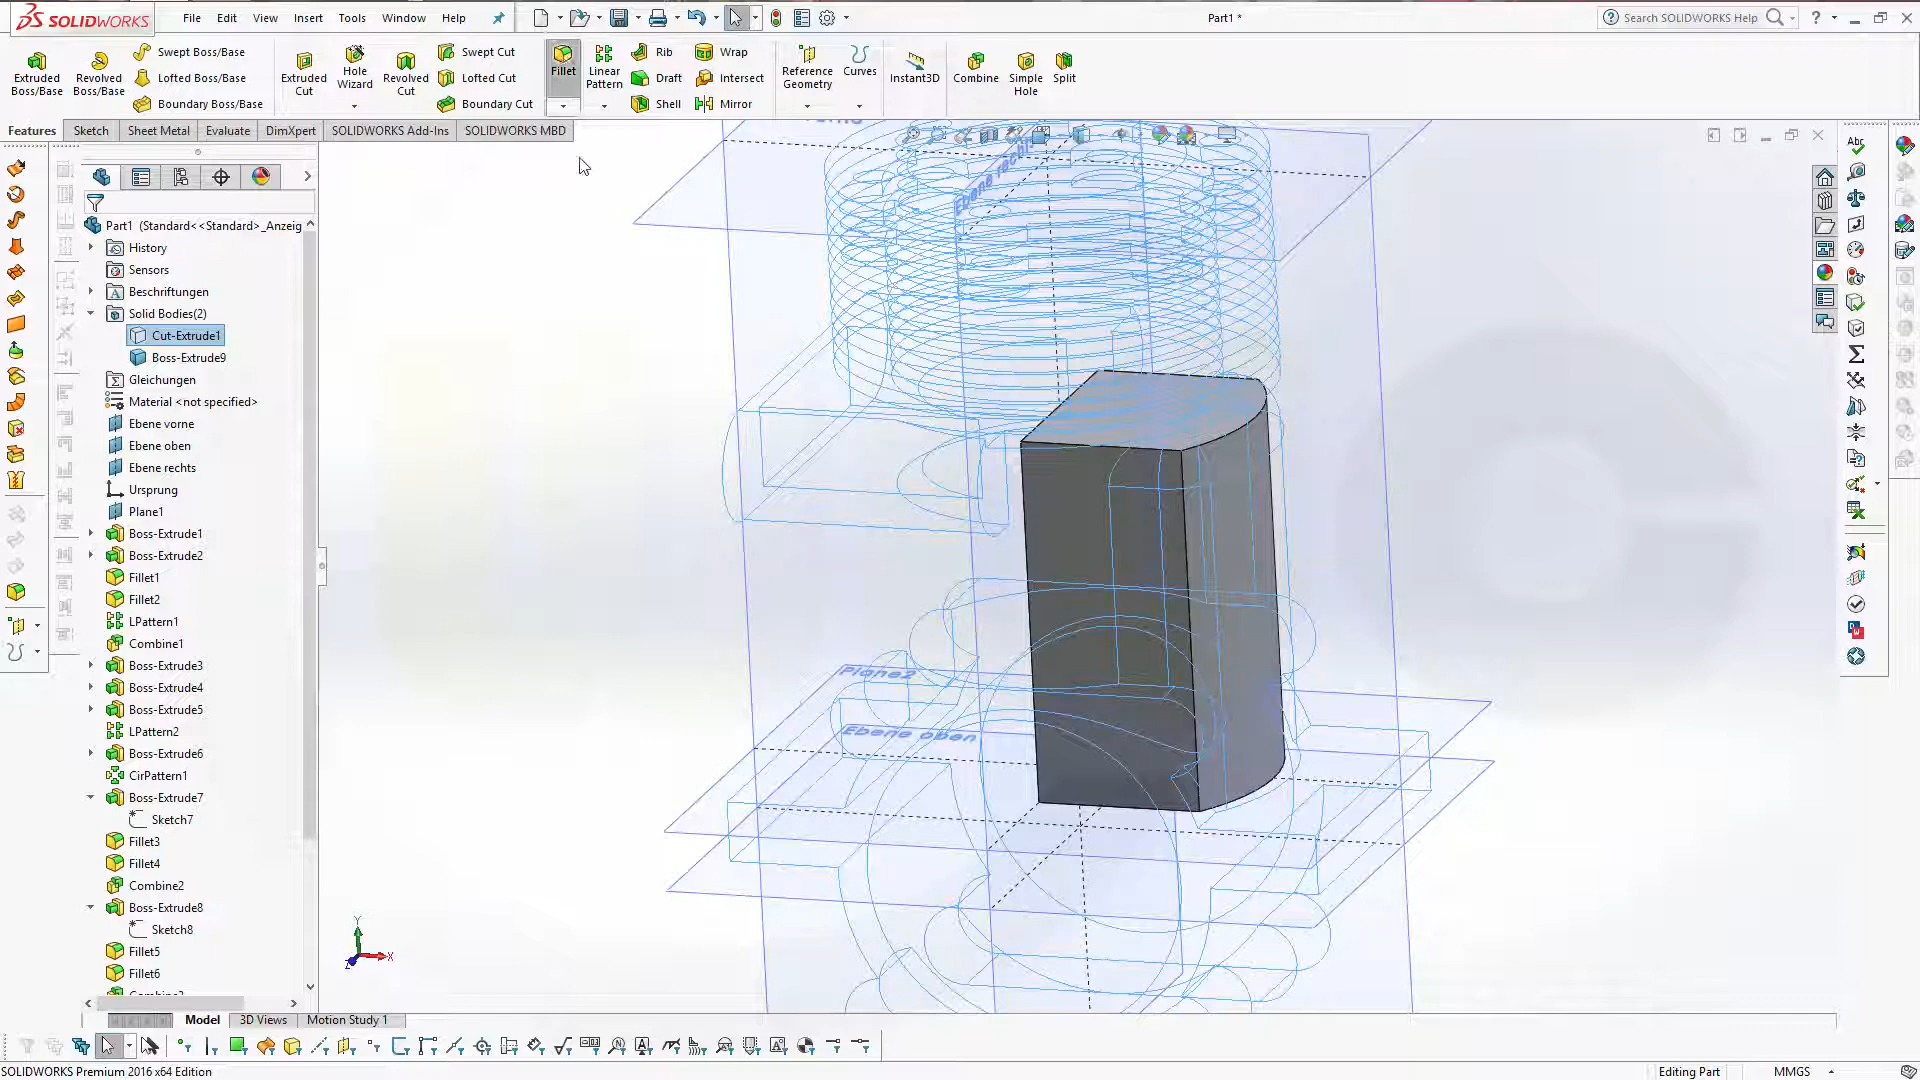 SOLIDWORKS
File Edit View Insert Tools Window Help
Part1 *
Search SOLIDWORKS Help
Extruded Boss/Base
Revolved Boss/Base
Swept Boss/Base
Lofted Boss/Base
Boundary Boss/Base
Extruded Cut
Hole Wizard
Revolved Cut
Swept Cut
Lofted Cut
Boundary Cut
Fillet
Linear Pattern
Rib
Draft
Shell
Wrap
Intersect
Mirror
Reference Geometry
Curves
Instant3D
Combine
Simple Hole
Split
Features Sketch Sheet Metal Evaluate DimXpert SOLIDWORKS Add-Ins SOLIDWORKS MBD
Part1 (Standard<<Standard>_Anzeig
History
Sensors
Beschriftungen
Solid Bodies(2)
Cut-Extrude1
Boss-Extrude9
Gleichungen
Material <not specified>
Ebene vorne
Ebene oben
Ebene rechts
Ursprung
Plane1
Boss-Extrude1
Boss-Extrude2
Fillet1
Fillet2
LPattern1
Combine1
Boss-Extrude3
Boss-Extrude4
Boss-Extrude5
LPattern2
Boss-Extrude6
CirPattern1
Boss-Extrude7
Sketch7
Fillet3
Fillet4
Combine2
Boss-Extrude8
Sketch8
Fillet5
Fillet6
Plane2
Ebene oben
Y
X
Z
Abc
Model 3D Views Motion Study 1
SOLIDWORKS Premium 2016 x64 Edition
Editing Part
MMGS